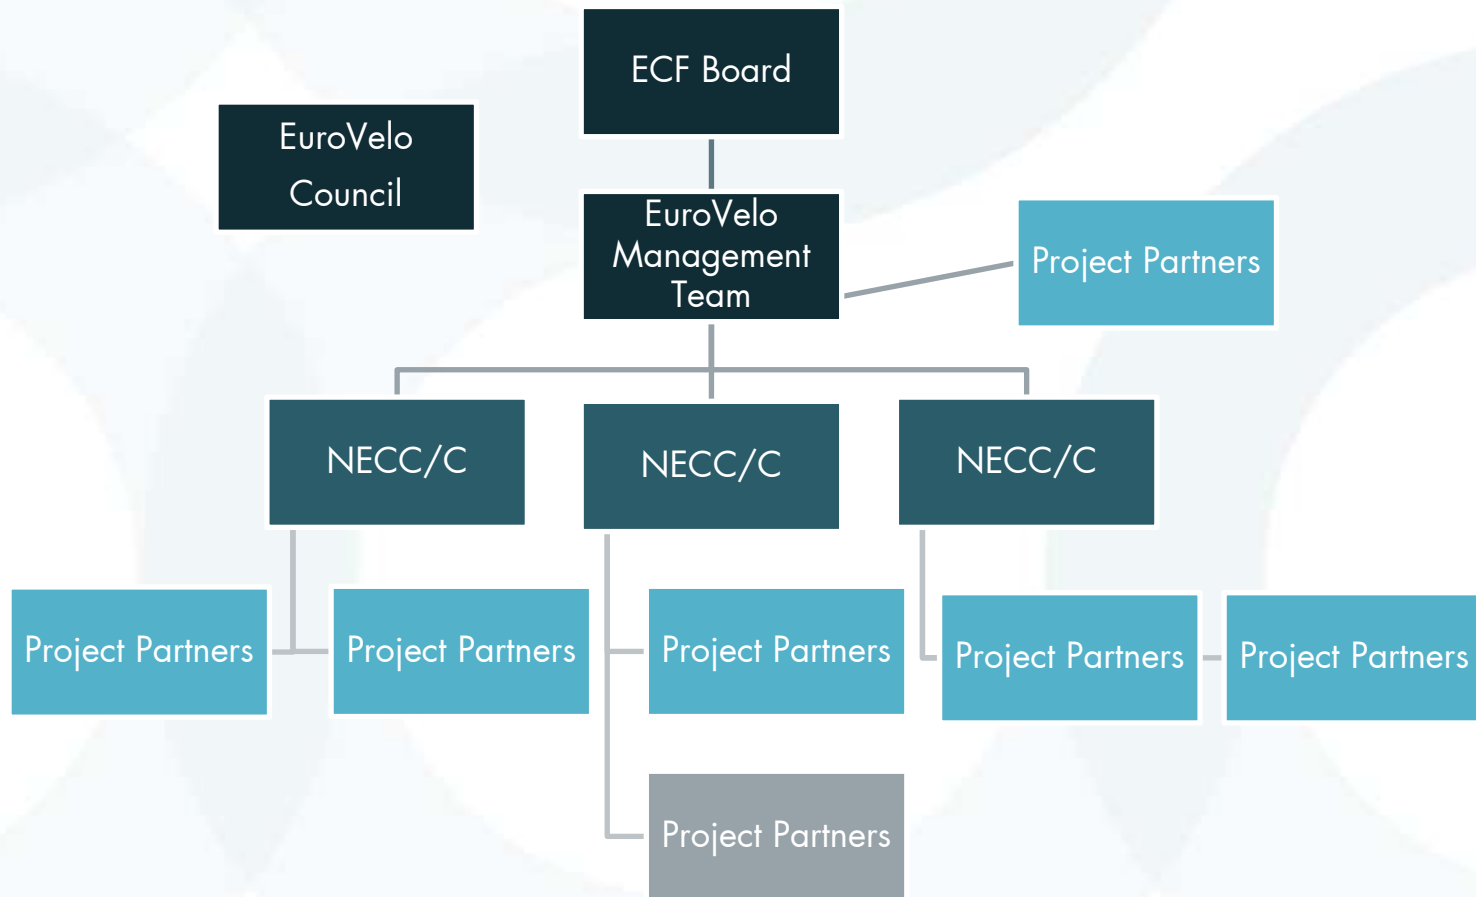 ECF Board
EuroVelo
Council
EuroVelo
Management
Team
Project Partners
NECC/C
NECC/C
NECC/C
Project Partners
Project Partners
Project Partners
Project Partners
Project Partners
Project Partners